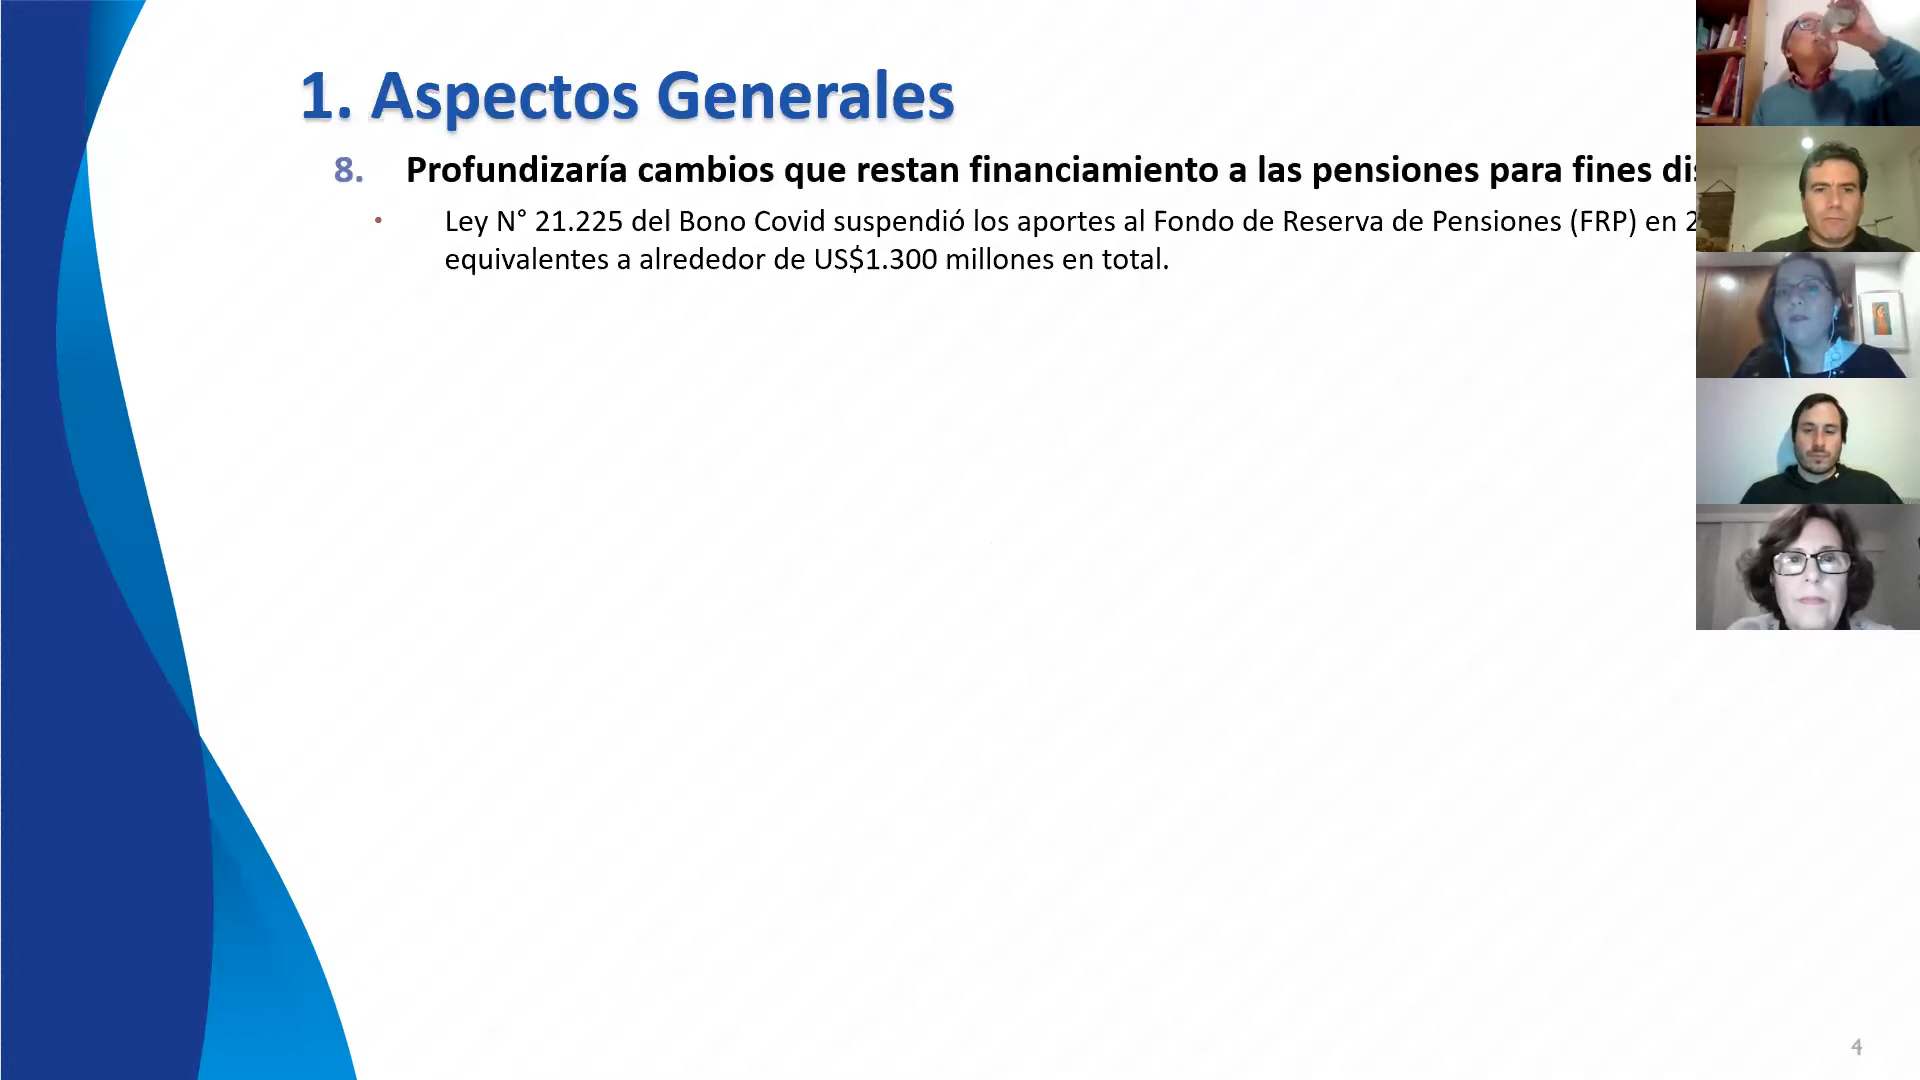 1. Aspectos Generales
8. Profundizaría cambios que restan financiamiento a las pensiones para fines
• Ley N° 21.225 del Bono Covid suspendió los aportes al Fondo de Reserva de Pensiones (FRP) en
equivalentes a alrededor de US$1.300 millones en total.
4